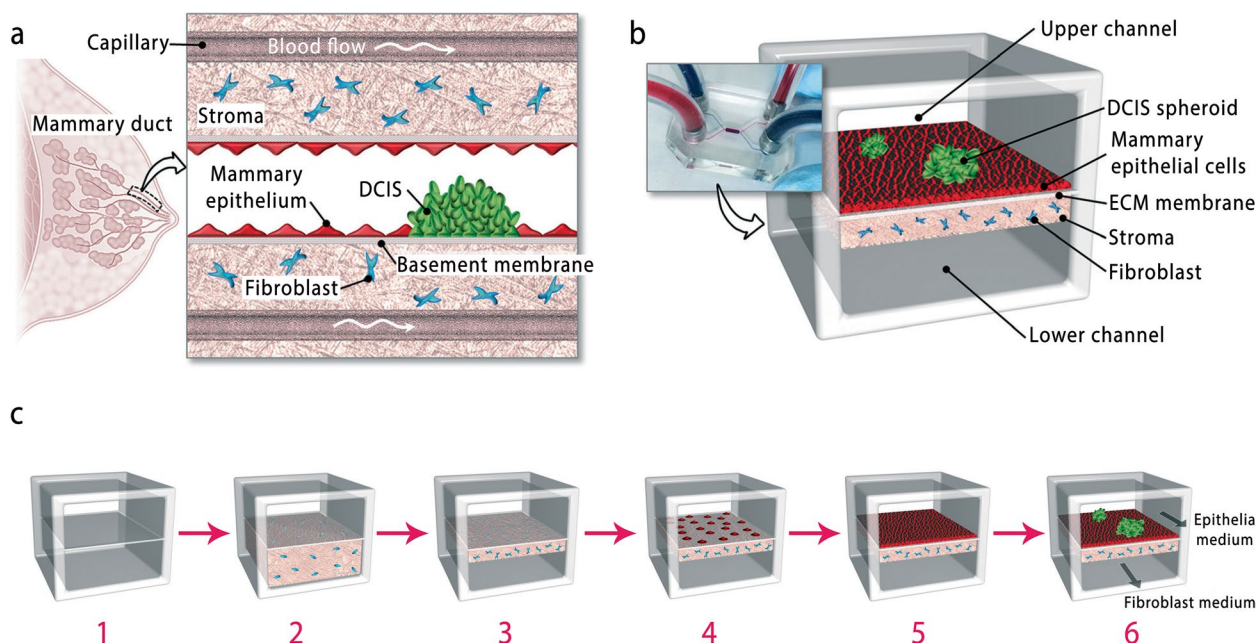 a
Capillary
Blood flow
Stroma
Mammary duct
Mammary
epithelium
DCIS
Basement membrane
Fibroblast
b
Upper channel
DCIS spheroid
Mammary
epithelial cells
ECM membrane
Stroma
Fibroblast
Lower channel
c
Epithelia
medium
Fibroblast medium
1
2
3
4
5
6